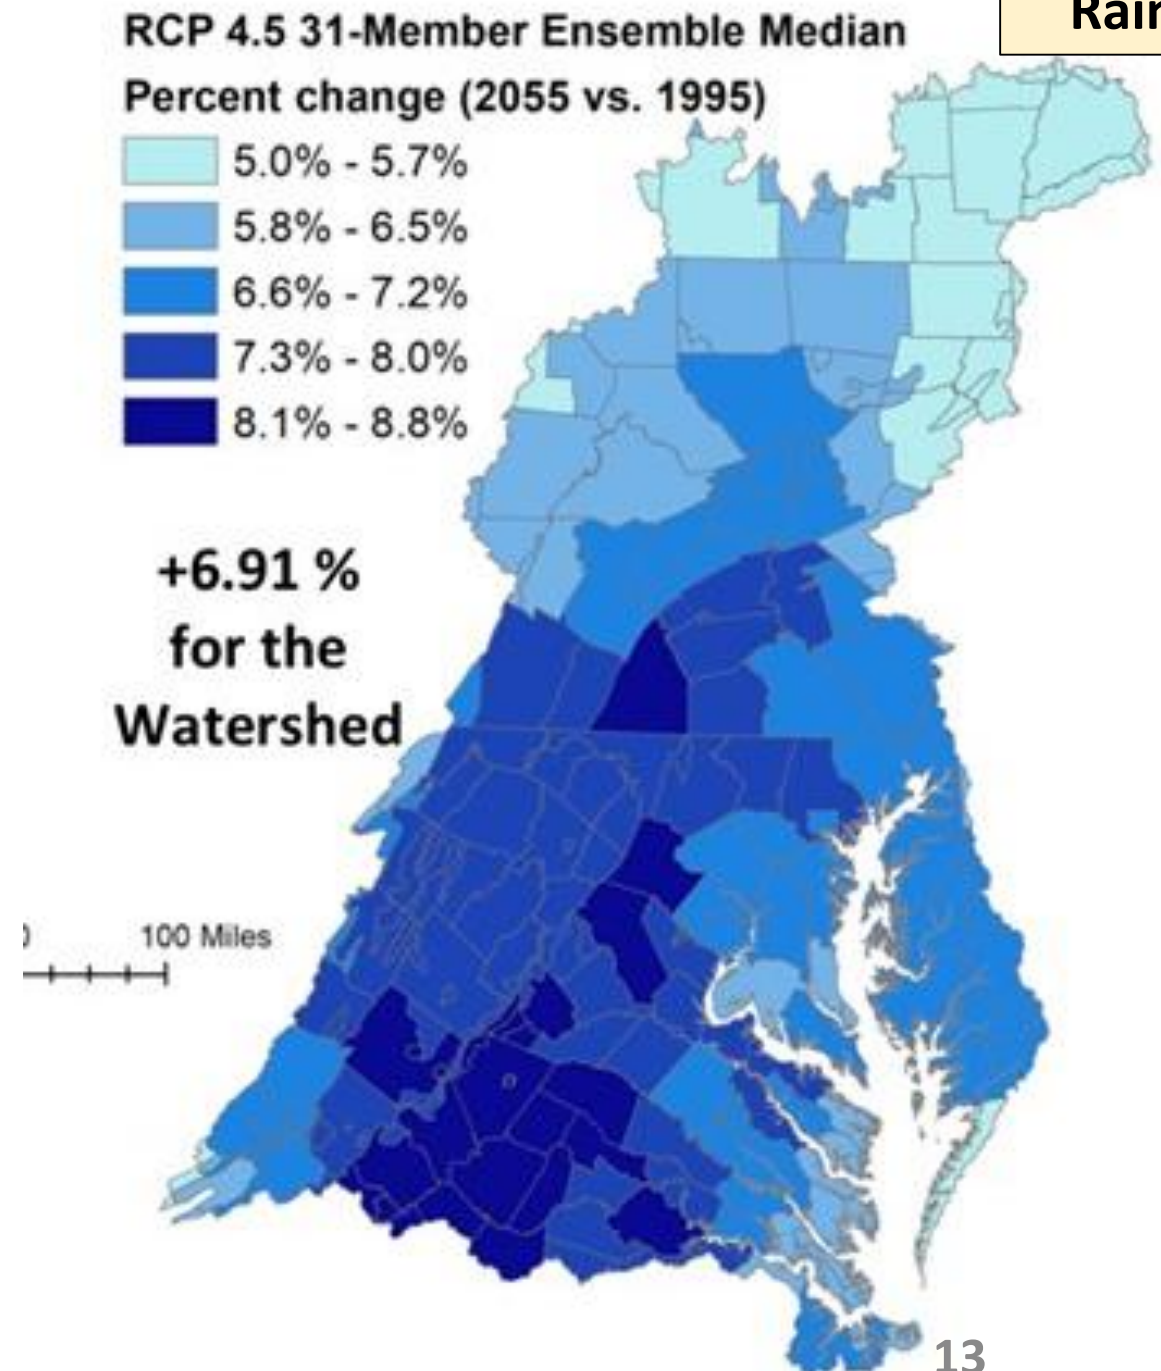 Rain
RCP 4.5 31-Member Ensemble Median
Percent change (2055 vs. 1995)
5.0% - 5.7%
5.8% - 6.5%
6.6% - 7.2%
7.3% - 8.0%
8.1% - 8.8%
+6.91 %
for the
Watershed
100 Miles
13